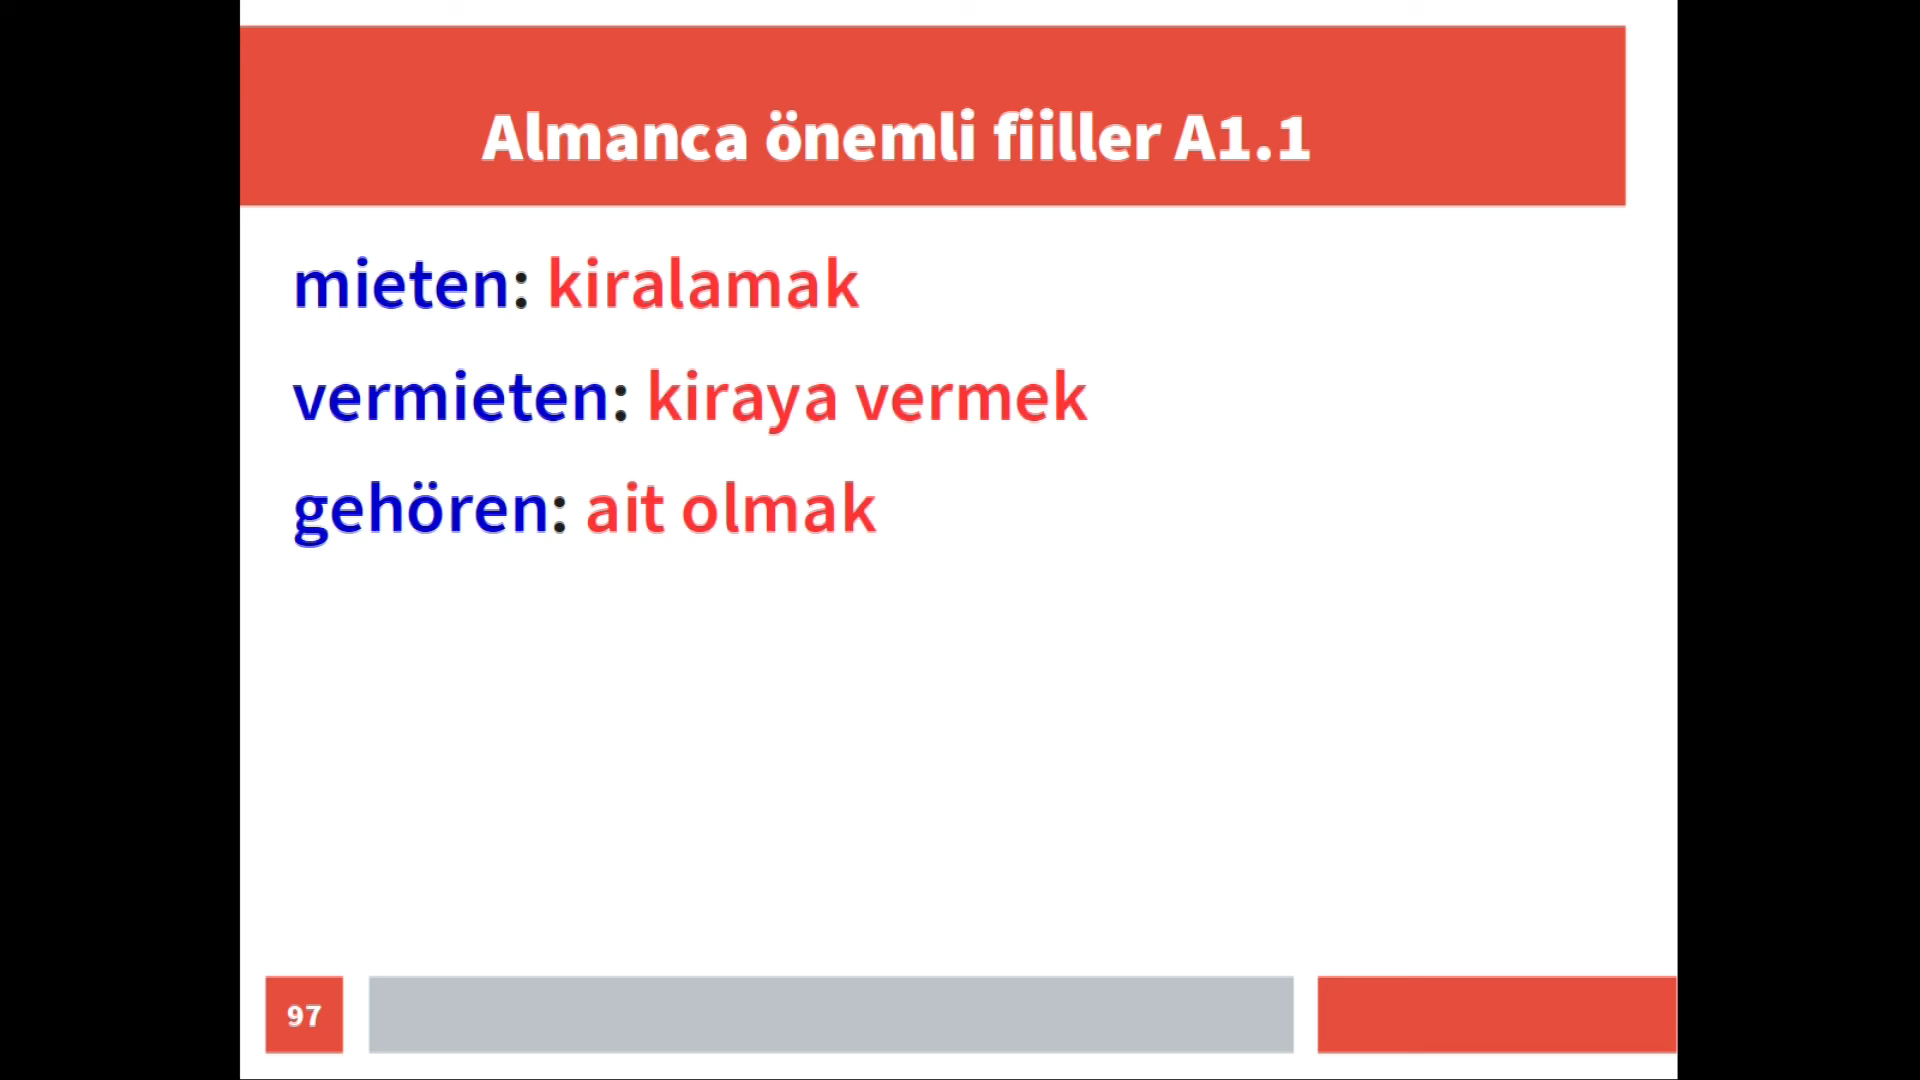 Almanca önemli fiiller A1.1
mieten: kiralamak
vermieten: kiraya vermek
gehören: ait olmak
97